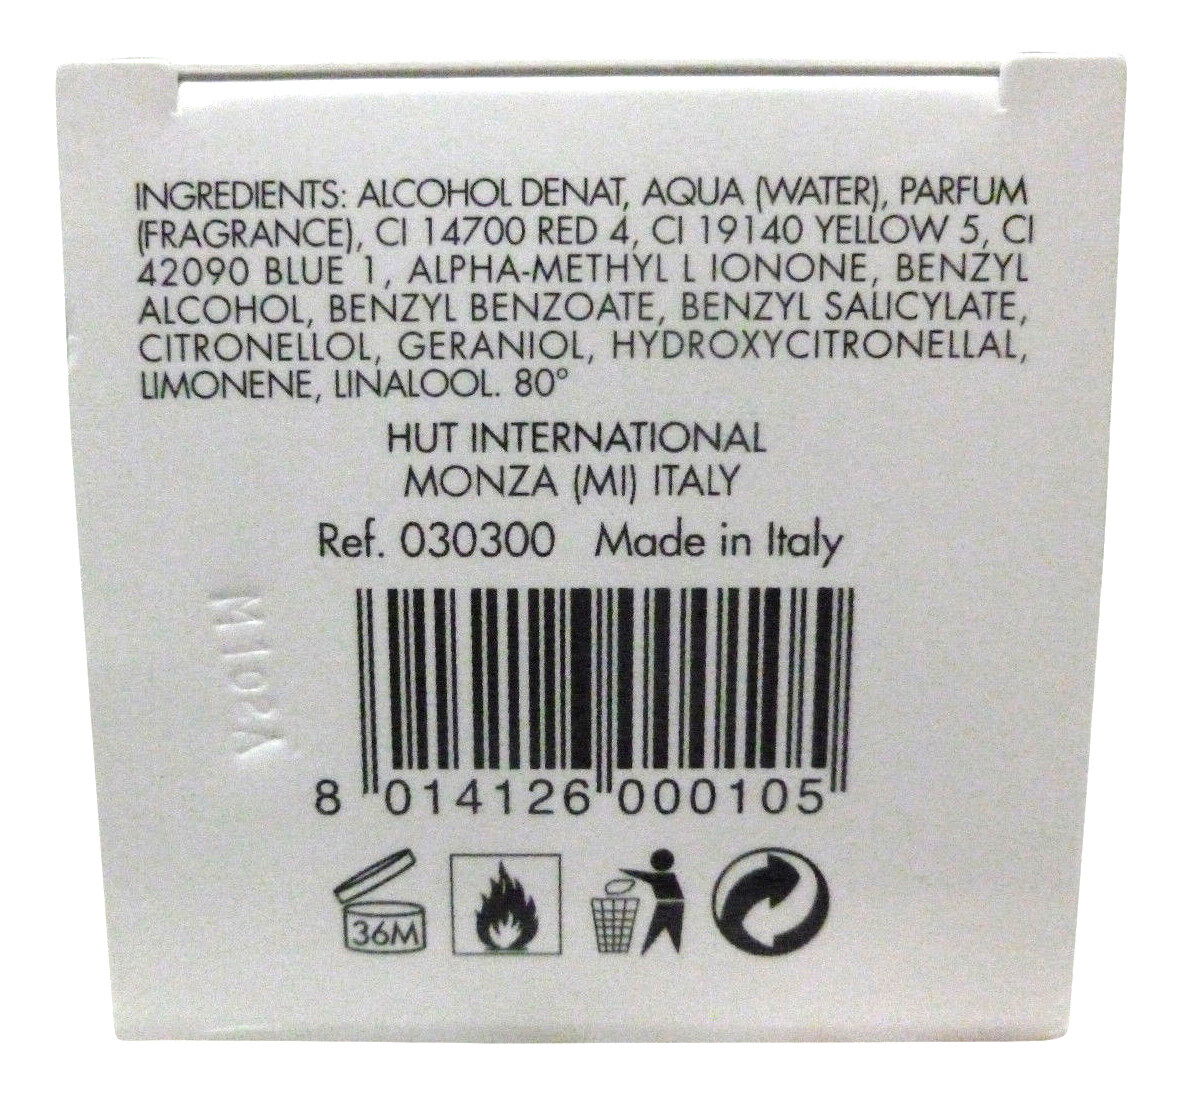 INGREDIENTS: ALCOHOL DENAT, AQUA (WATER), PARFUM
(FRAGRANCE), CI 14700 RED 4, CI 19140 YELLOW 5, CI
42090 BLUE 1, ALPHA-METHYL L IONONE, BENZYL
ALCOHOL, BENZYL BENZOATE, BENZYL SALICYLATE,
CITRONELLOL, GERANIOL, HYDROXYCITRONELLAL,
LIMONENE, LINALOOL. 80°
HUT INTERNATIONAL
MONZA (MI) ITALY
Ref. 030300 Made in Italy
8 014126 000105
36M